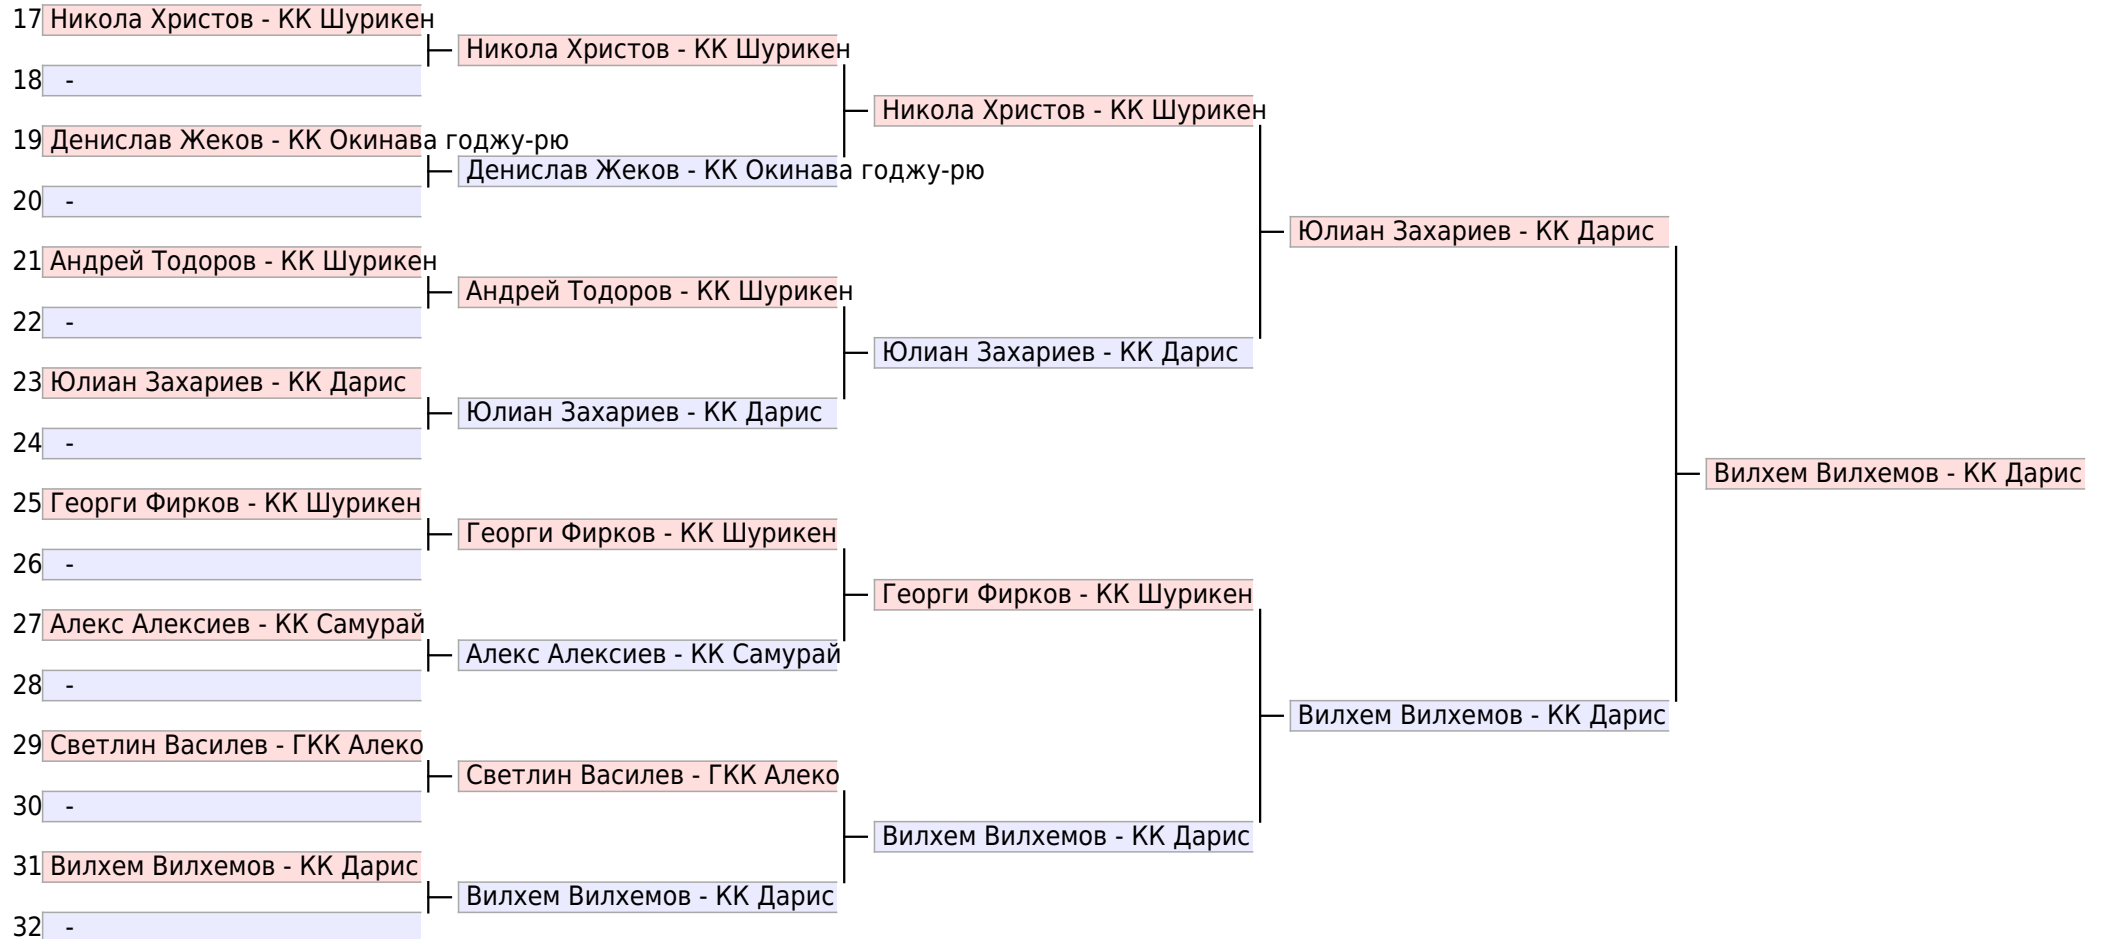 17 Никола Христов - КК Шурикен
Никола Христов - КК Шурикен
18 -
Никола Христов - КК Шурикен
19 Денислав Жеков - КК Окинава годжу-рю
Денислав Жеков - КК Окинава годжу-рю
20 -
Юлиан Захариев - КК Дарис
21 Андрей Тодоров - КК Шурикен
Андрей Тодоров - КК Шурикен
22 -
Юлиан Захариев - КК Дарис
23 Юлиан Захариев - КК Дарис
Юлиан Захариев - КК Дарис
24 -
Вилхем Вилхемов - КК Дарис
25 Георги Фирков - КК Шурикен
Георги Фирков - КК Шурикен
26 -
Георги Фирков - КК Шурикен
27 Алекс Алексиев - КК Самурай
Алекс Алексиев - КК Самурай
28 -
Вилхем Вилхемов - КК Дарис
29 Светлин Василев - ГКК Алеко
Светлин Василев - ГКК Алеко
30 -
Вилхем Вилхемов - КК Дарис
31 Вилхем Вилхемов - КК Дарис
Вилхем Вилхемов - КК Дарис
32 -